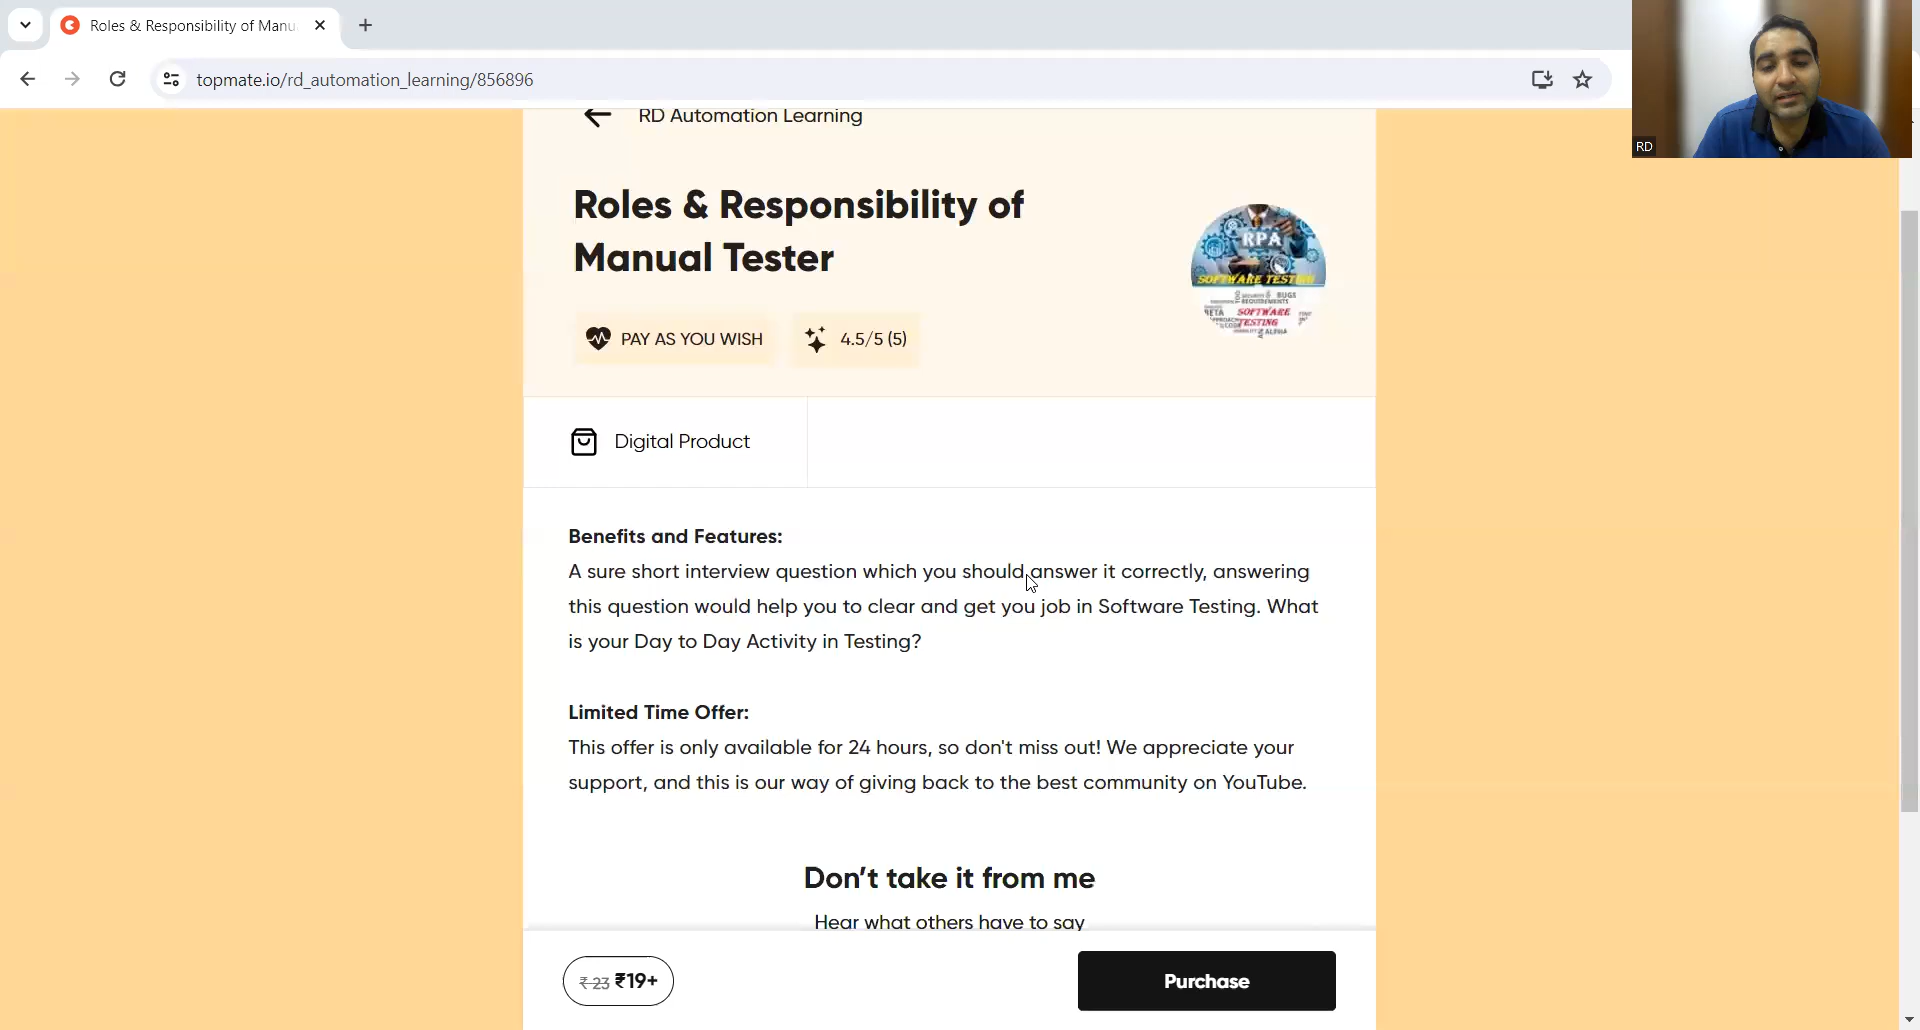 Roles & Responsibility of Manu
topmate.io/rd_automation_learning/856896
RD
RD Automation Learning
Roles & Responsibility of
Manual Tester
RPA
SOFTWARE TESTING
BUGS
REQUIREMENTS
BETA
SOFTWARE
TESTING
ALPHA
PAY AS YOU WISH
4.5/5 (5)
Digital Product
Benefits and Features:
A sure short interview question which you should answer it correctly, answering
this question would help you to clear and get you job in Software Testing. What
is your Day to Day Activity in Testing?
Limited Time Offer:
This offer is only available for 24 hours, so don't miss out! We appreciate your
support, and this is our way of giving back to the best community on YouTube.
Don’t take it from me
Hear what others have to say
₹ 23 ₹19+
Purchase